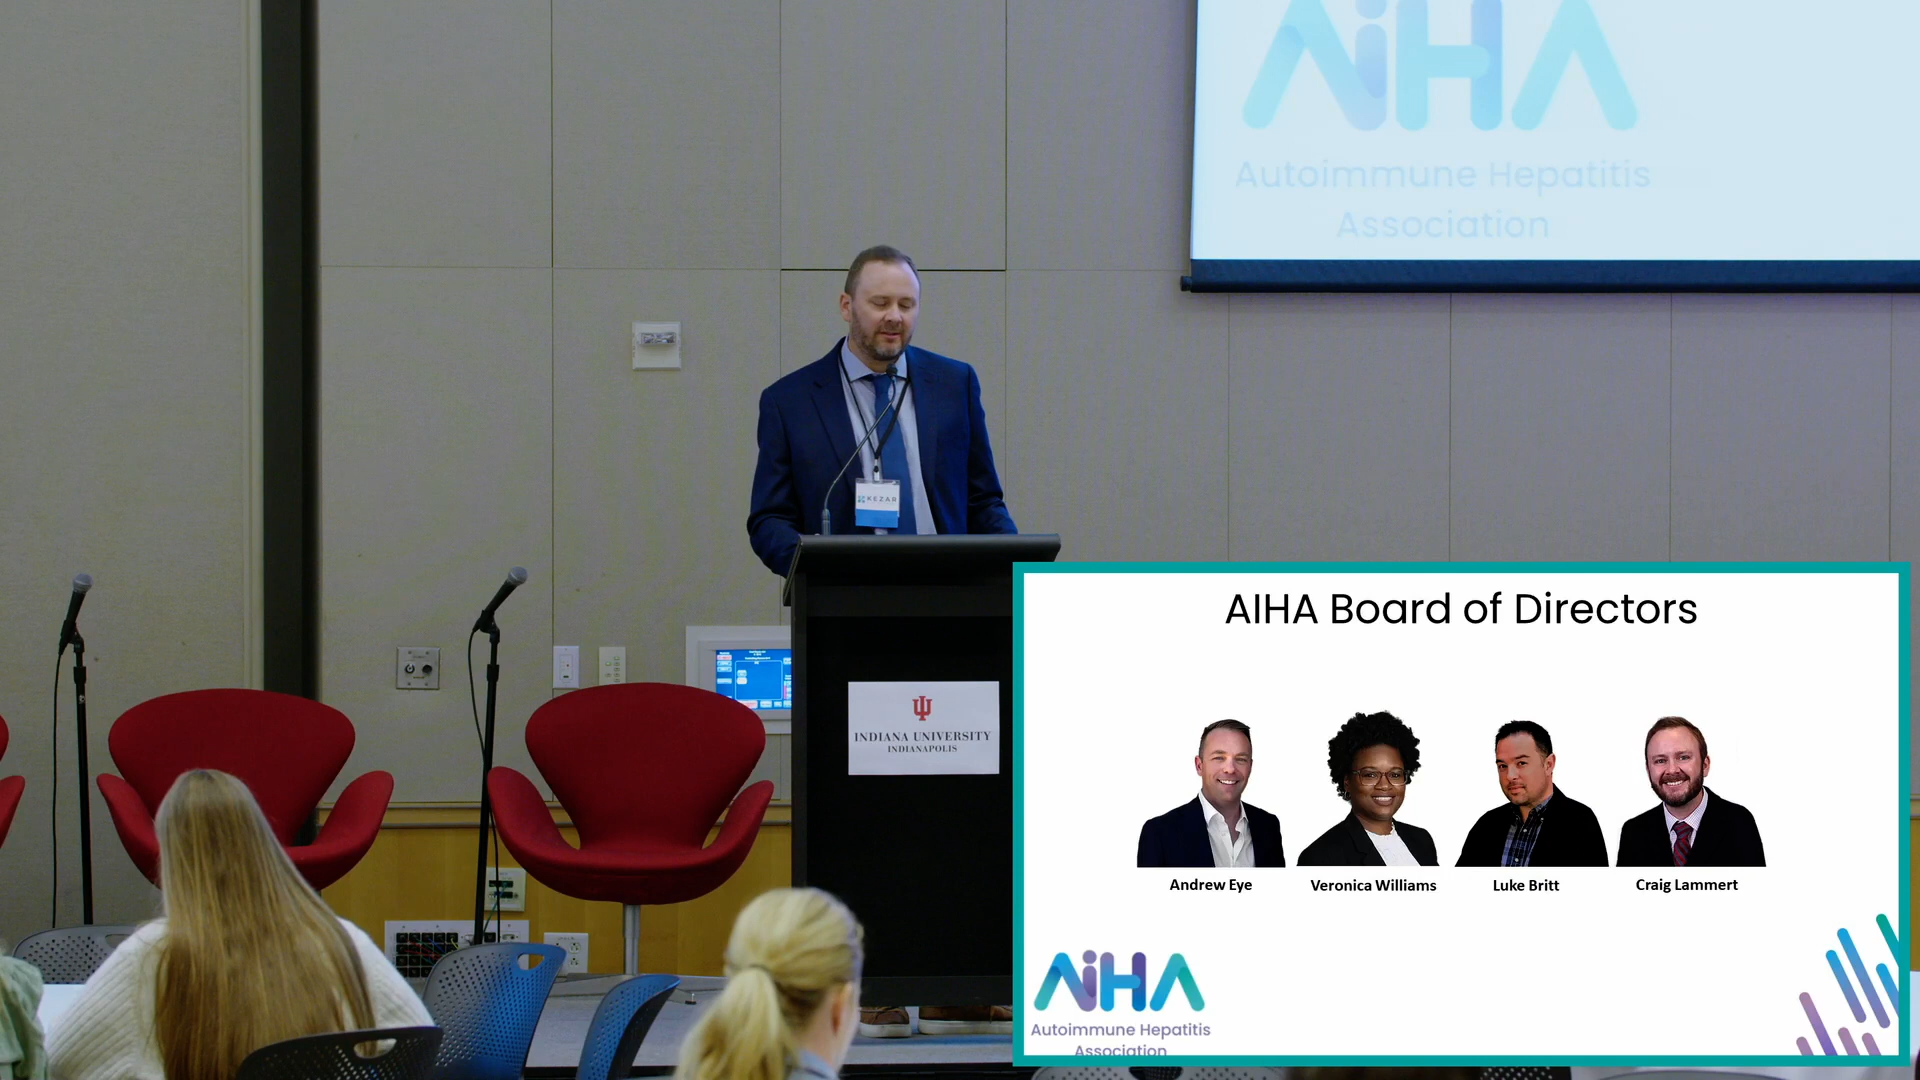 AiHA
Autoimmune Hepatitis
Association
KEZAR
INDIANA UNIVERSITY
INDIANAPOLIS
AIHA Board of Directors
Andrew Eye
Veronica Williams
Luke Britt
Craig Lammert
AiHA
Autoimmune Hepatitis
Association